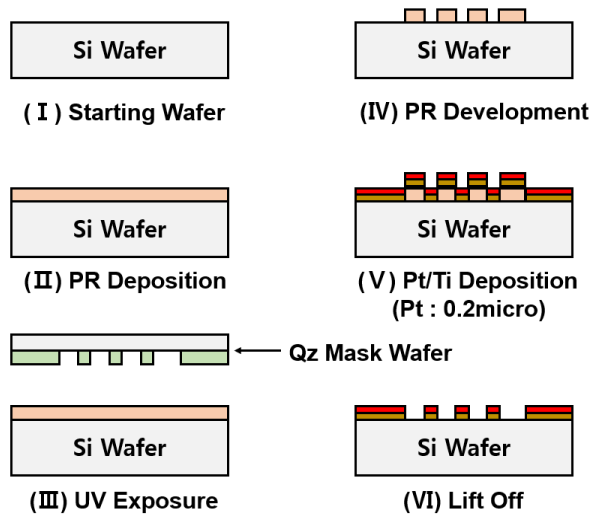 Si Wafer
(Ⅰ) Starting Wafer
Si Wafer
(Ⅱ) PR Deposition
Qz Mask Wafer
Si Wafer
(Ⅲ) UV Exposure
Si Wafer
(Ⅳ) PR Development
Si Wafer
(Ⅴ) Pt/Ti Deposition
(Pt : 0.2micro)
Si Wafer
(Ⅵ) Lift Off